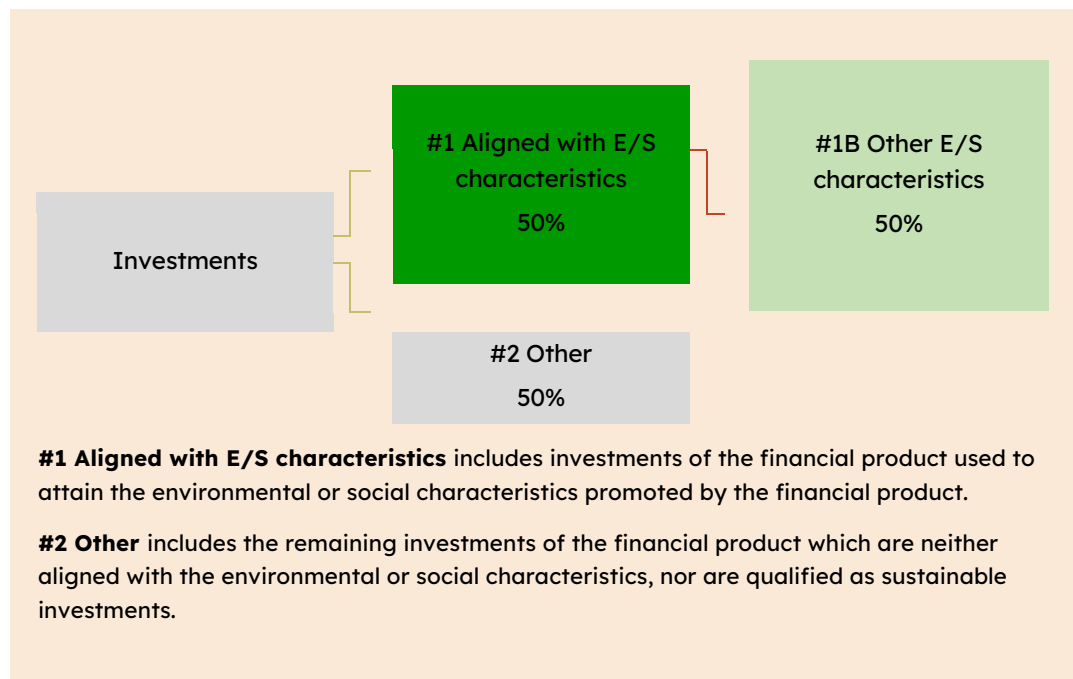 #1 Aligned with E/S
characteristics
50%
#1B Other E/S
characteristics
50%
Investments
#2 Other
50%
#1 Aligned with E/S characteristics includes investments of the financial product used to
attain the environmental or social characteristics promoted by the financial product.
#2 Other includes the remaining investments of the financial product which are neither
aligned with the environmental or social characteristics, nor are qualified as sustainable
investments.